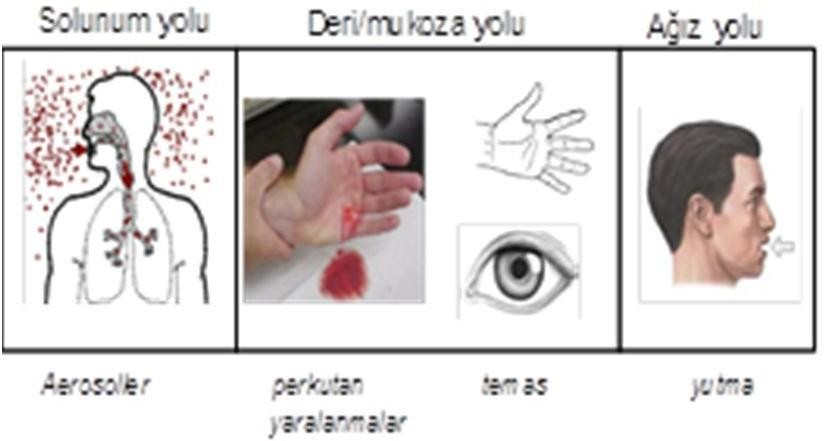 Solunum yolu
Deri/mukoza yolu
Ağız yolu
Aerosoller
perkutan
yaralanmalar
temas
yutma